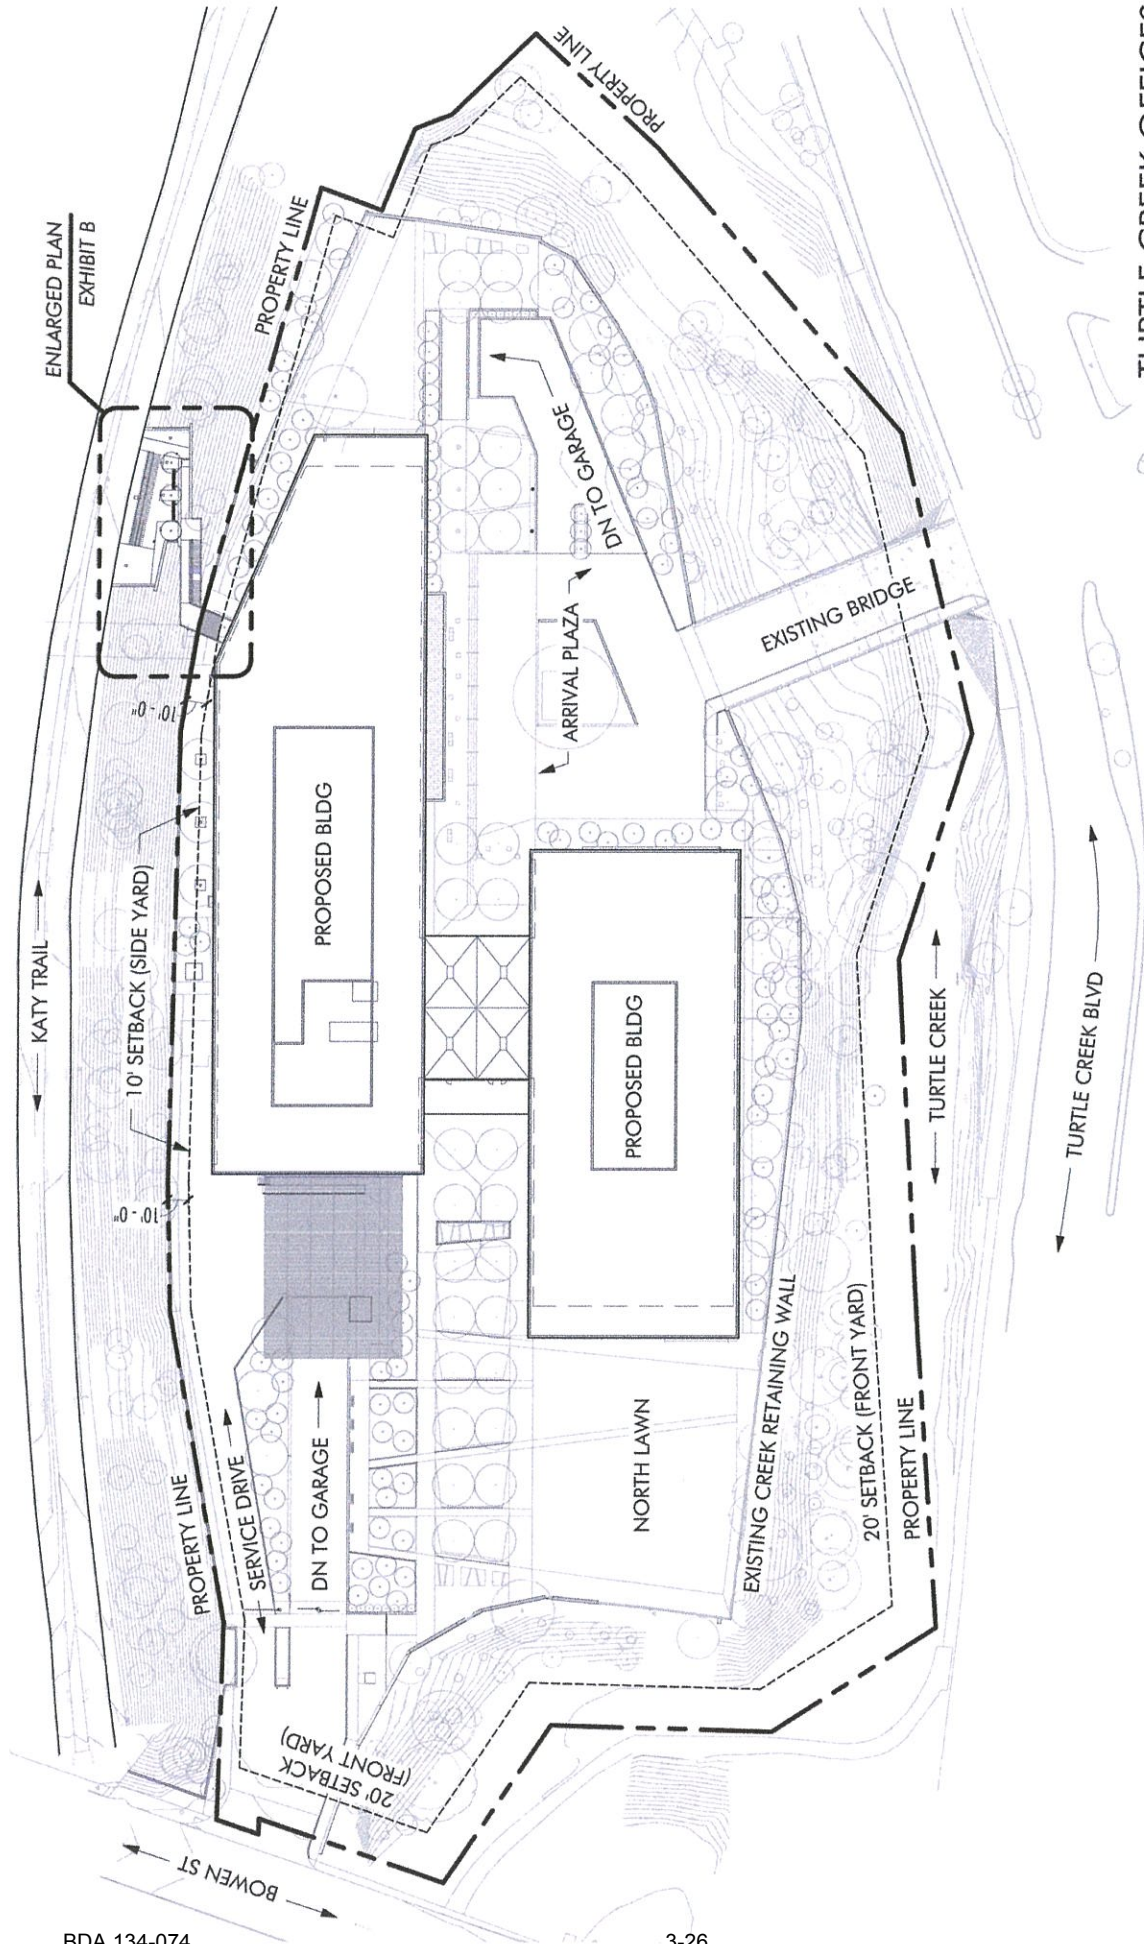 ENLARGED PLAN
EXHIBIT B
KATY TRAIL
PROPERTY LINE
PROPERTY LINE
PROPERTY LINE
10' SETBACK (SIDE YARD)
10' - 0"
10' - 0"
PROPOSED BLDG
DN TO GARAGE
ARRIVAL PLAZA
EXISTING BRIDGE
PROPOSED BLDG
PROPERTY LINE
SERVICE DRIVE
DN TO GARAGE
NORTH LAWN
EXISTING CREEK RETAINING WALL
20' SETBACK (FRONT YARD)
PROPERTY LINE
TURTLE CREEK
TURTLE CREEK BLVD
20' SETBACK
(FRONT YARD)
BOWEN ST
TURTLE CREEK OFFICES
BDA 134-074
3-26